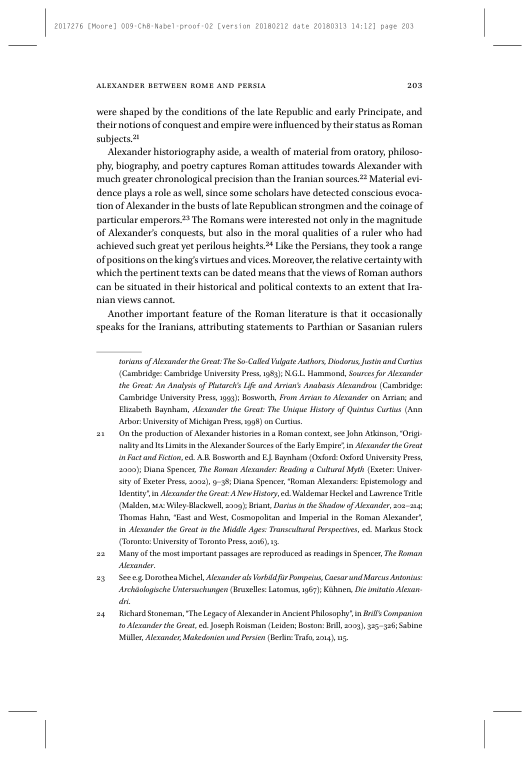 2017276 [Moore] 009-Ch8-Nabel-proof-02 [version 20180212 date 20180313 14:12] page 203
ALEXANDER BETWEEN ROME AND PERSIA 203
were shaped by the conditions of the late Republic and early Principate, and
their notions of conquest and empire were influenced by their status as Roman
subjects.²¹
Alexander historiography aside, a wealth of material from oratory, philoso-
phy, biography, and poetry captures Roman attitudes towards Alexander with
much greater chronological precision than the Iranian sources.²² Material evi-
dence plays a role as well, since some scholars have detected conscious evoca-
tion of Alexander in the busts of late Republican strongmen and the coinage of
particular emperors.²³ The Romans were interested not only in the magnitude
of Alexander's conquests, but also in the moral qualities of a ruler who had
achieved such great yet perilous heights.²⁴ Like the Persians, they took a range
of positions on the king's virtues and vices. Moreover, the relative certainty with
which the pertinent texts can be dated means that the views of Roman authors
can be situated in their historical and political contexts to an extent that Ira-
nian views cannot.
Another important feature of the Roman literature is that it occasionally
speaks for the Iranians, attributing statements to Parthian or Sasanian rulers
torians of Alexander the Great: The So-Called Vulgate Authors, Diodorus, Justin and Curtius
(Cambridge: Cambridge University Press, 1983); N.G.L. Hammond, Sources for Alexander
the Great: An Analysis of Plutarch's Life and Arrian's Anabasis Alexandrou (Cambridge:
Cambridge University Press, 1993); Bosworth, From Arrian to Alexander on Arrian; and
Elizabeth Baynham, Alexander the Great: The Unique History of Quintus Curtius (Ann
Arbor: University of Michigan Press, 1998) on Curtius.
21 On the production of Alexander histories in a Roman context, see John Atkinson, “Origi-
nality and Its Limits in the Alexander Sources of the Early Empire”, in Alexander the Great
in Fact and Fiction, ed. A.B. Bosworth and E.J. Baynham (Oxford: Oxford University Press,
2000); Diana Spencer, The Roman Alexander: Reading a Cultural Myth (Exeter: Univer-
sity of Exeter Press, 2002), 9–38; Diana Spencer, “Roman Alexanders: Epistemology and
Identity”, in Alexander the Great: A New History, ed. Waldemar Heckel and Lawrence Tritle
(Malden, MA: Wiley-Blackwell, 2009); Briant, Darius in the Shadow of Alexander, 202–214;
Thomas Hahn, “East and West, Cosmopolitan and Imperial in the Roman Alexander”,
in Alexander the Great in the Middle Ages: Transcultural Perspectives, ed. Markus Stock
(Toronto: University of Toronto Press, 2016), 13.
22 Many of the most important passages are reproduced as readings in Spencer, The Roman
Alexander.
23 See e.g. Dorothea Michel, Alexander als Vorbild für Pompeius, Caesar und Marcus Antonius:
Archäologische Untersuchungen (Bruxelles: Latomus, 1967); Kühnen, Die imitatio Alexan-
dri.
24 Richard Stoneman, “The Legacy of Alexander in Ancient Philosophy”, in Brill's Companion
to Alexander the Great, ed. Joseph Roisman (Leiden; Boston: Brill, 2003), 325–326; Sabine
Müller, Alexander, Makedonien und Persien (Berlin: Trafo, 2014), 115.